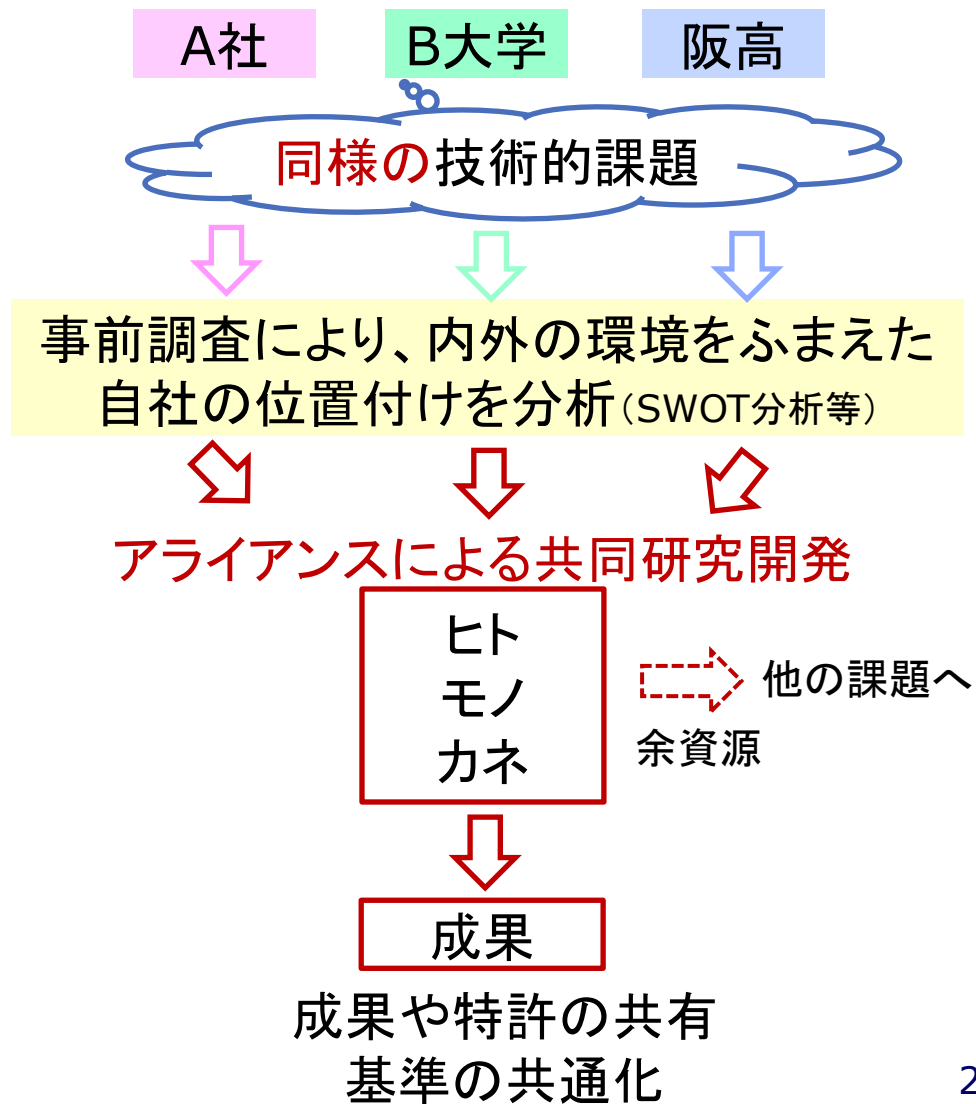 A社
B大学
阪高
同様の技術的課題
事前調査により、内外の環境をふまえた
自社の位置付けを分析（SWOT分析等）
アライアンスによる共同研究開発
ヒト
モノ
カネ
他の課題へ
余資源
成果
成果や特許の共有
基準の共通化
2